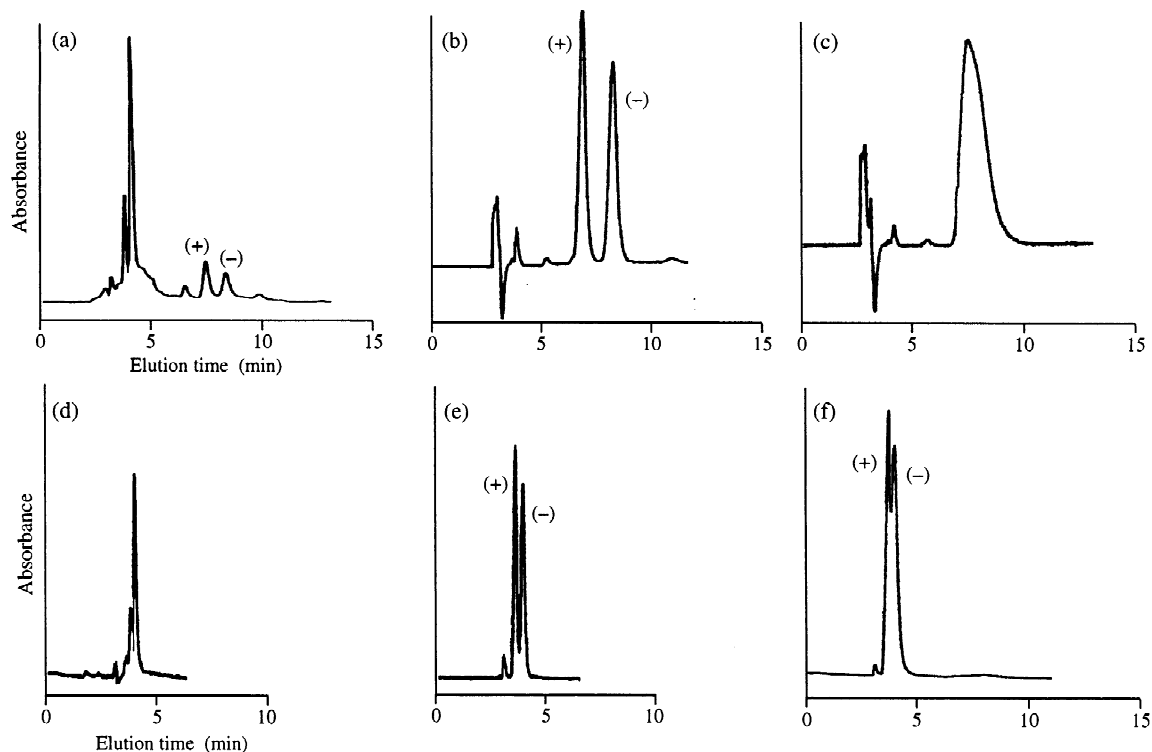 (a)
(+)
(–)
Absorbance
0 5 10 15
Elution time (min)
(b)
(+)
(–)
0 5 10 15
(c)
0 5 10 15
(d)
Absorbance
0 5 10
Elution time (min)
(e)
(+)
(–)
0 5 10
(f)
(+)
(–)
0 5 10 15